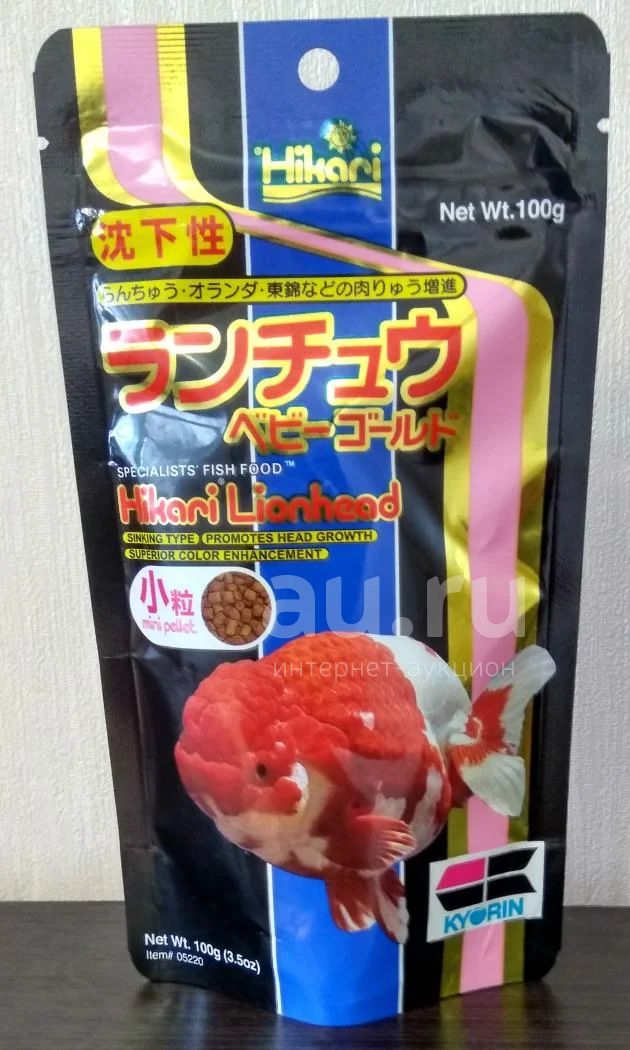 Hikari
Net Wt.100g
沈下性
らんちゅう・オランダ・東錦などの肉りゅう増進
ランチュウ
ベビーゴールド
SPECIALISTS' FISH FOOD™
Hikari® Lionhead
SINKING TYPE PROMOTES HEAD GROWTH
SUPERIOR COLOR ENHANCEMENT
小粒
mini pellet
au.ru
интернет-аукцион
KYORIN
Net Wt. 100g (3.5oz)
Item# 05220